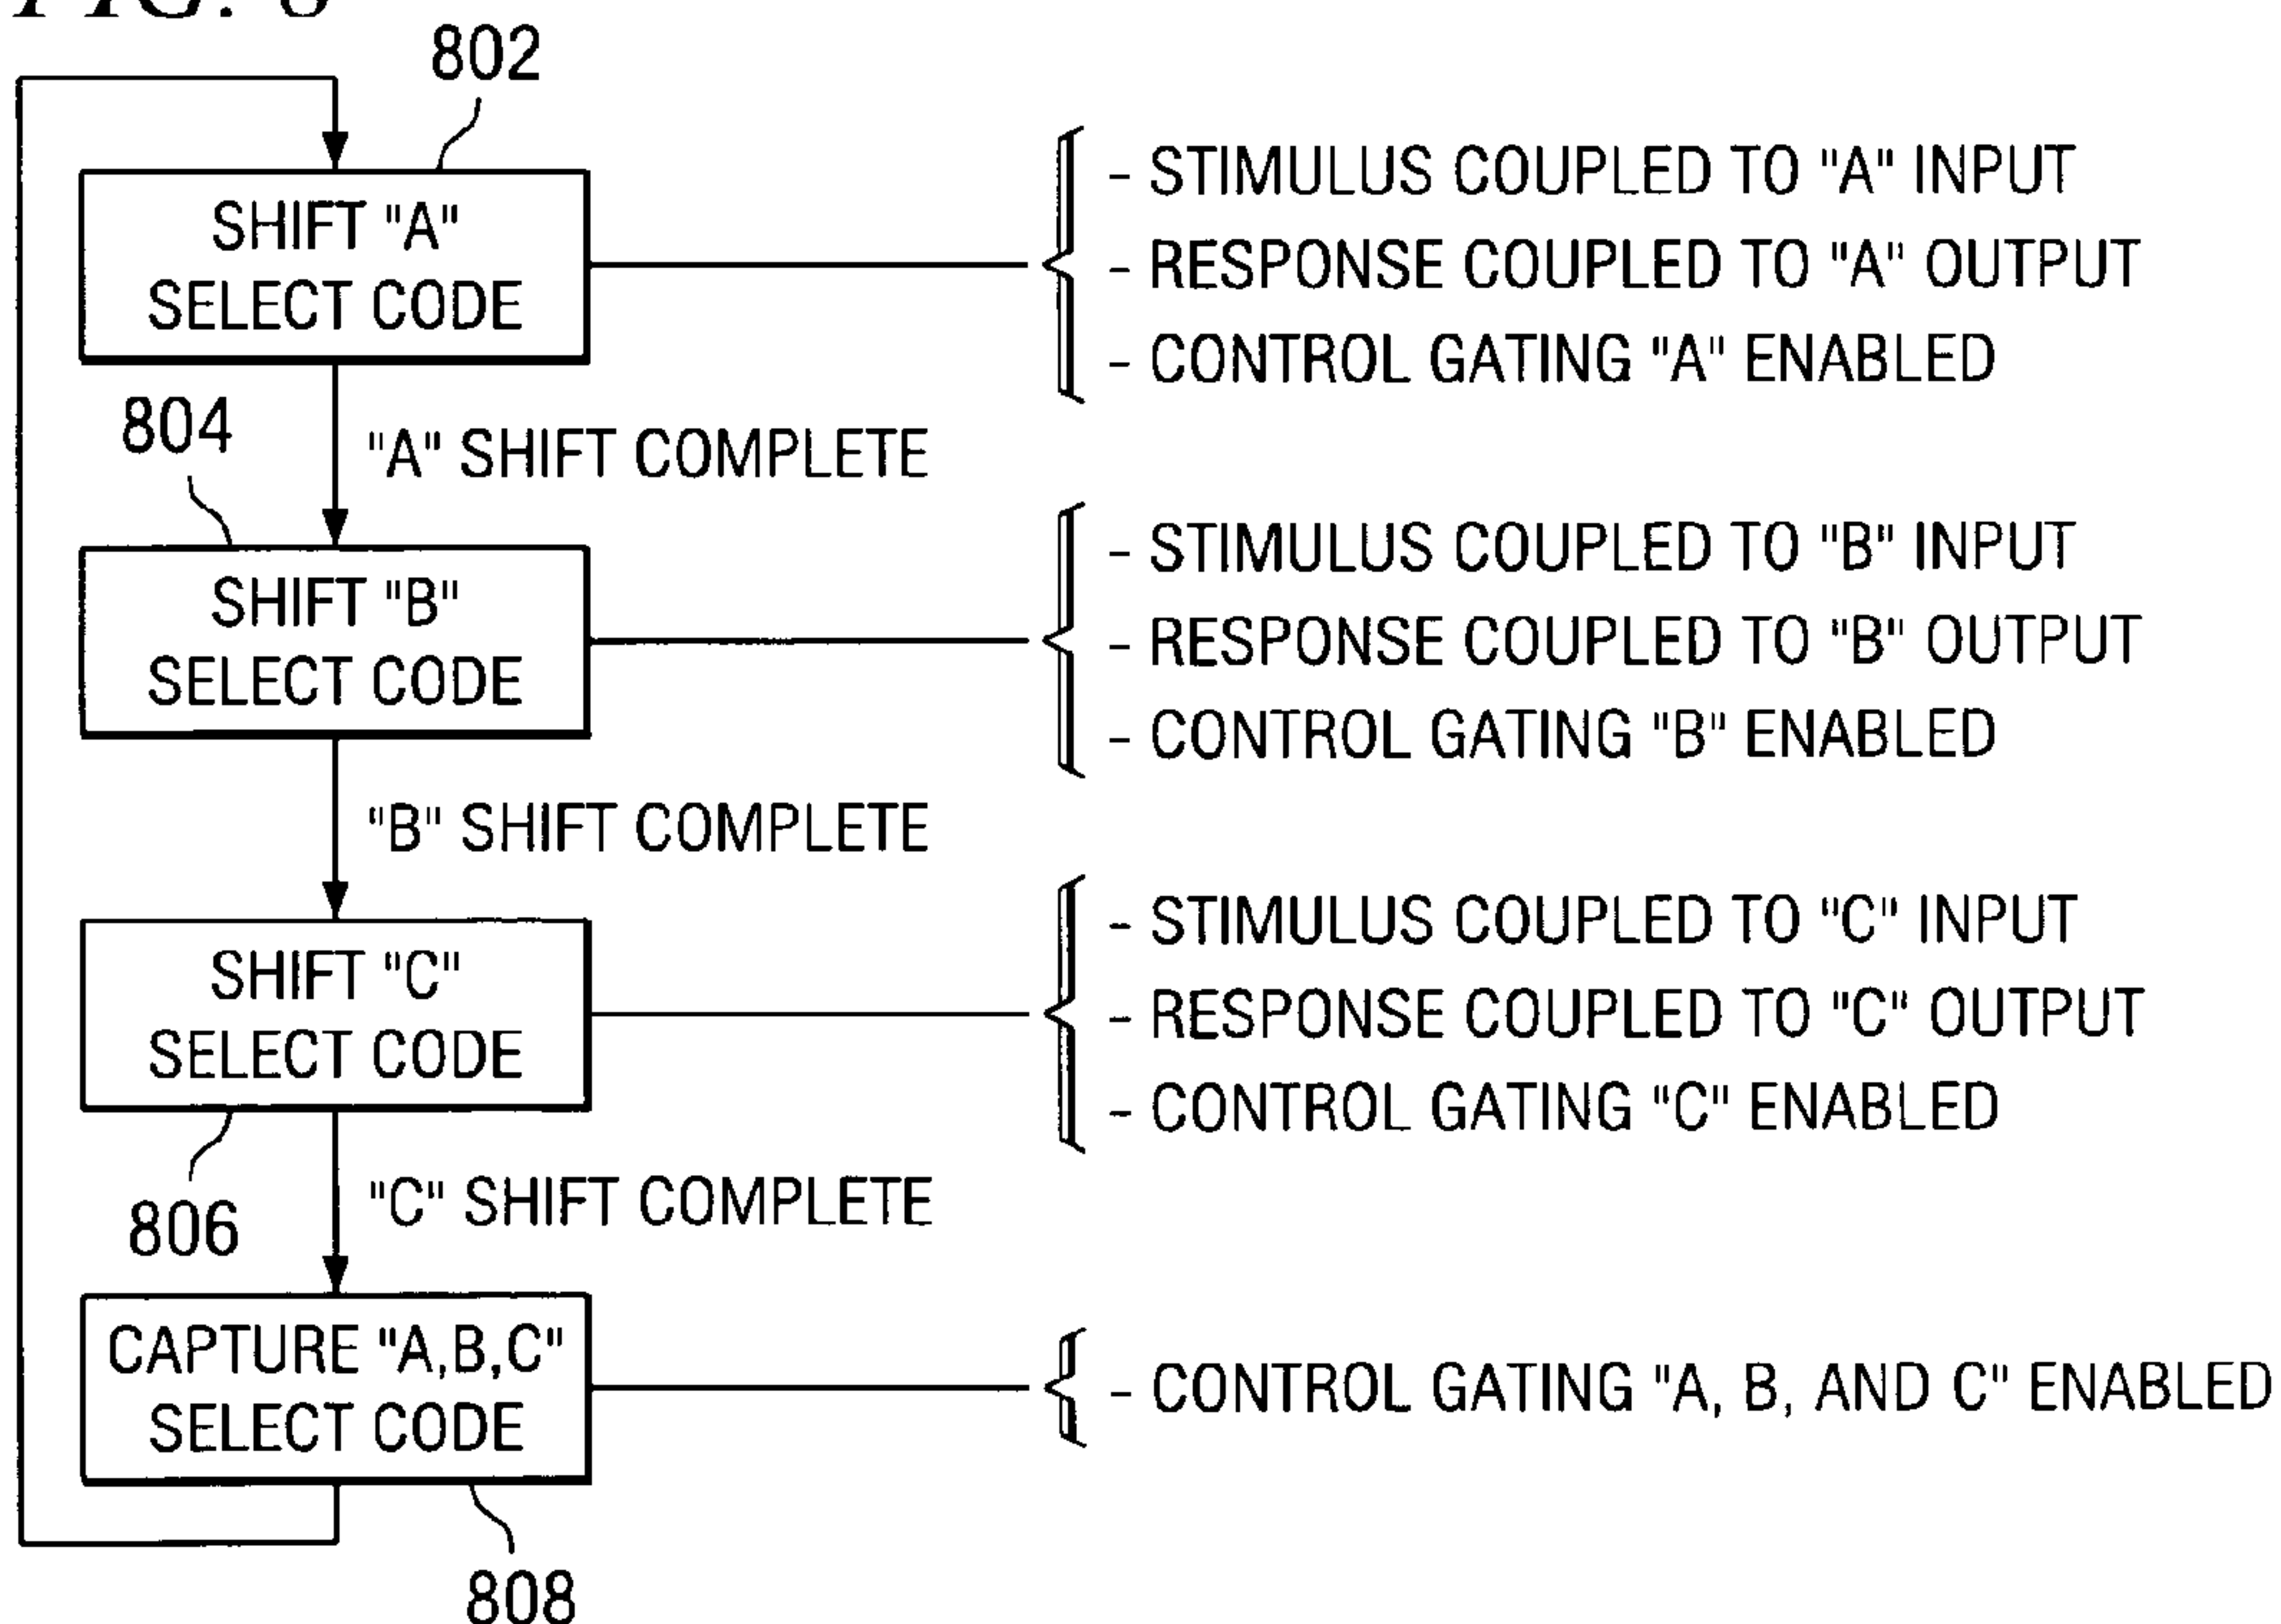 FIG. 8
802
SHIFT "A"
SELECT CODE
- STIMULUS COUPLED TO "A" INPUT
- RESPONSE COUPLED TO "A" OUTPUT
- CONTROL GATING "A" ENABLED
804
"A" SHIFT COMPLETE
SHIFT "B"
SELECT CODE
- STIMULUS COUPLED TO "B" INPUT
- RESPONSE COUPLED TO "B" OUTPUT
- CONTROL GATING "B" ENABLED
"B" SHIFT COMPLETE
SHIFT "C"
SELECT CODE
- STIMULUS COUPLED TO "C" INPUT
- RESPONSE COUPLED TO "C" OUTPUT
- CONTROL GATING "C" ENABLED
806
"C" SHIFT COMPLETE
CAPTURE "A,B,C"
SELECT CODE
- CONTROL GATING "A, B, AND C" ENABLED
808